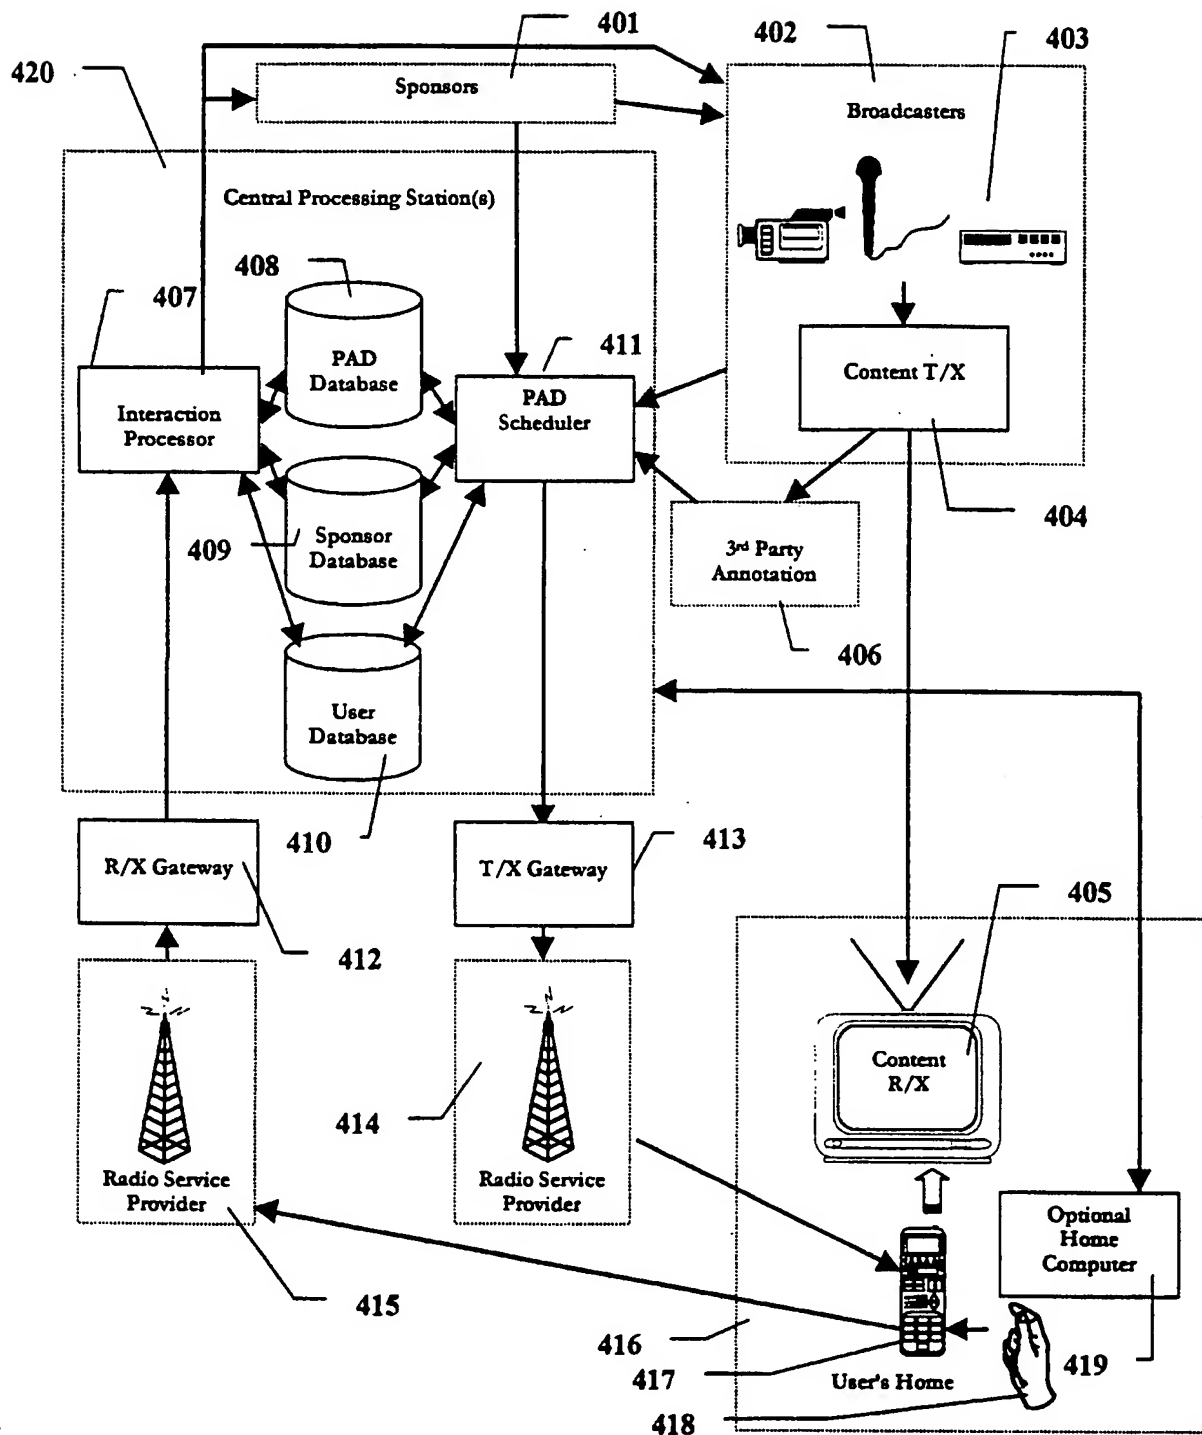 401
402
403
420
Sponsors
Broadcasters
Central Processing Station(s)
408
407
PAD
Database
411
PAD
Scheduler
Content T/X
Interaction
Processor
404
409
Sponsor
Database
3rd Party
Annotation
406
User
Database
410
413
R/X Gateway
T/X Gateway
405
412
Content
R/X
414
Radio Service
Provider
Radio Service
Provider
Optional
Home
Computer
415
416
419
417
User's Home
418